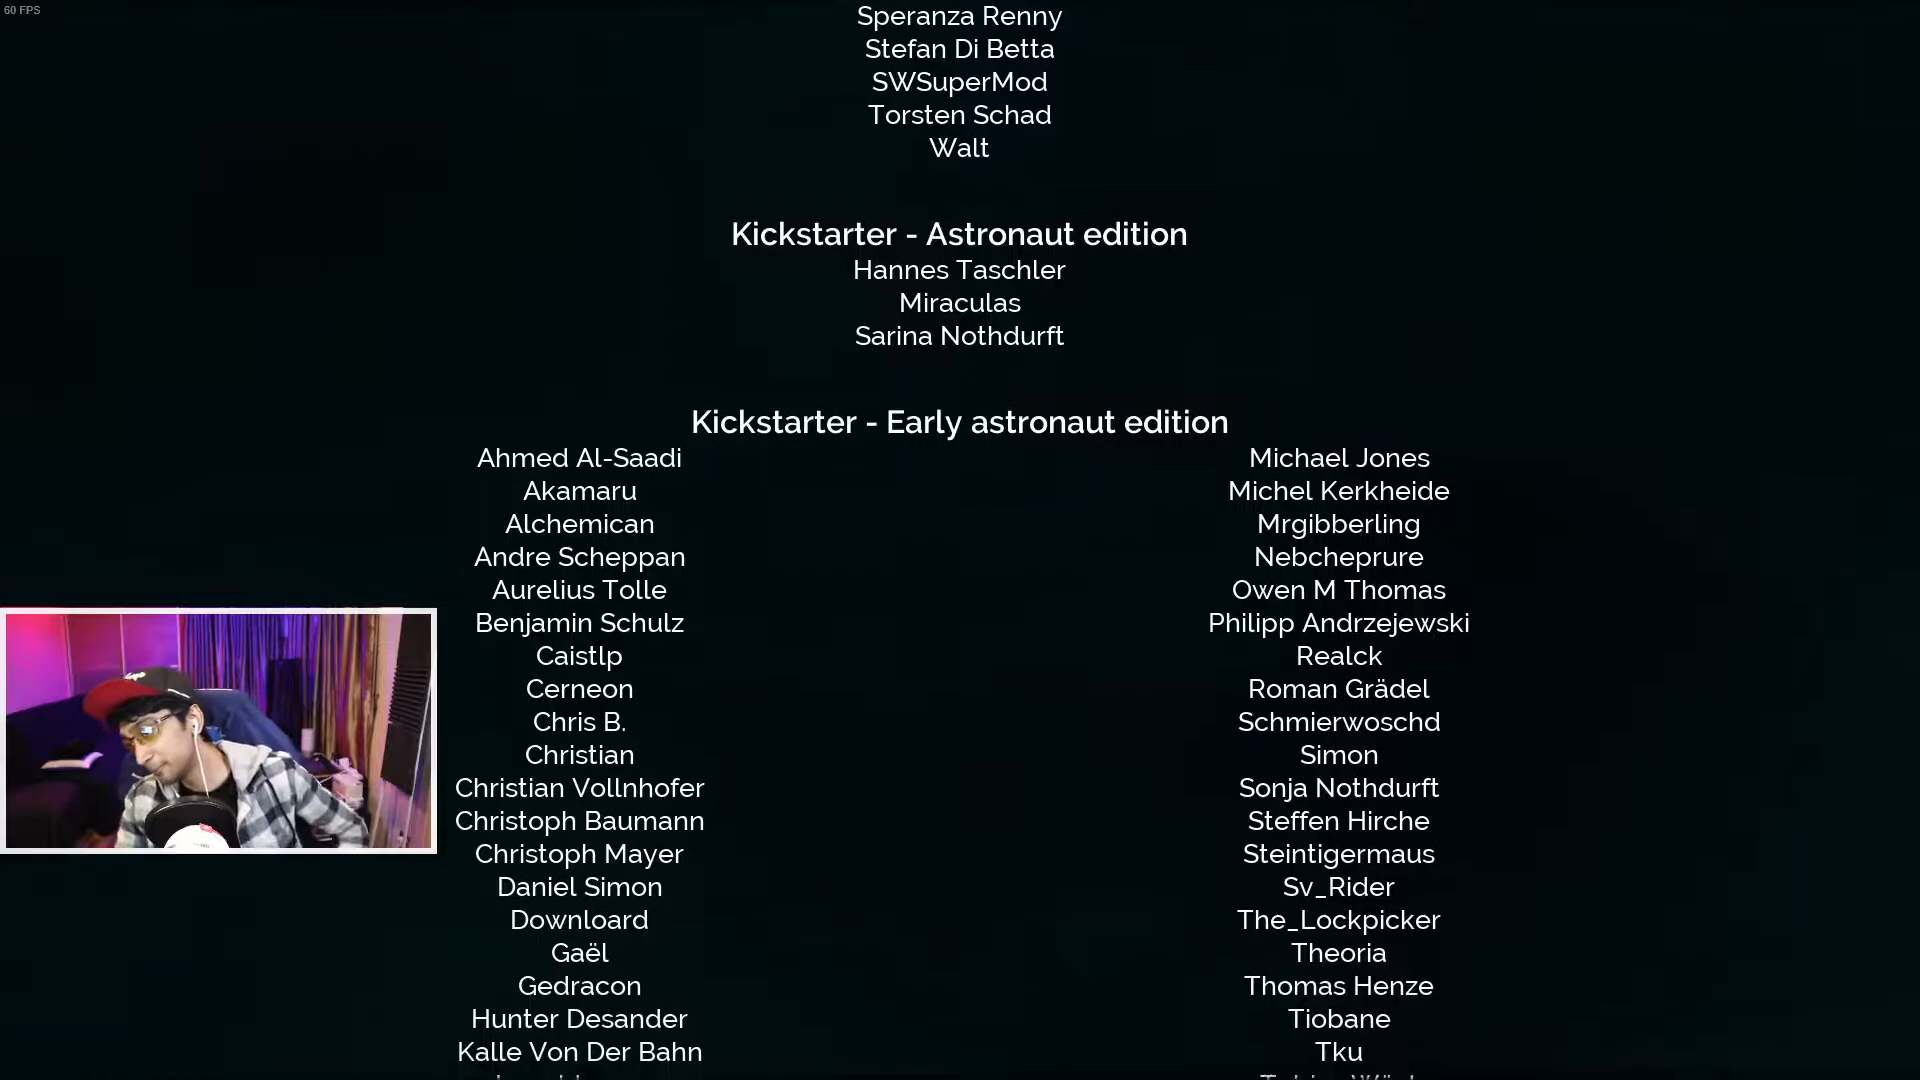 60 FPS
Speranza Renny
Stefan Di Betta
SWSuperMod
Torsten Schad
Walt
Kickstarter - Astronaut edition
Hannes Taschler
Miraculas
Sarina Nothdurft
Kickstarter - Early astronaut edition
Ahmed Al-Saadi
Akamaru
Alchemican
Andre Scheppan
Aurelius Tolle
Benjamin Schulz
Caistlp
Cerneon
Chris B.
Christian
Christian Vollnhofer
Christoph Baumann
Christoph Mayer
Daniel Simon
Downloard
Gaël
Gedracon
Hunter Desander
Kalle Von Der Bahn
Michael Jones
Michel Kerkheide
Mrgibberling
Nebcheprure
Owen M Thomas
Philipp Andrzejewski
Realck
Roman Grädel
Schmierwoschd
Simon
Sonja Nothdurft
Steffen Hirche
Steintigermaus
Sv_Rider
The_Lockpicker
Theoria
Thomas Henze
Tiobane
Tku